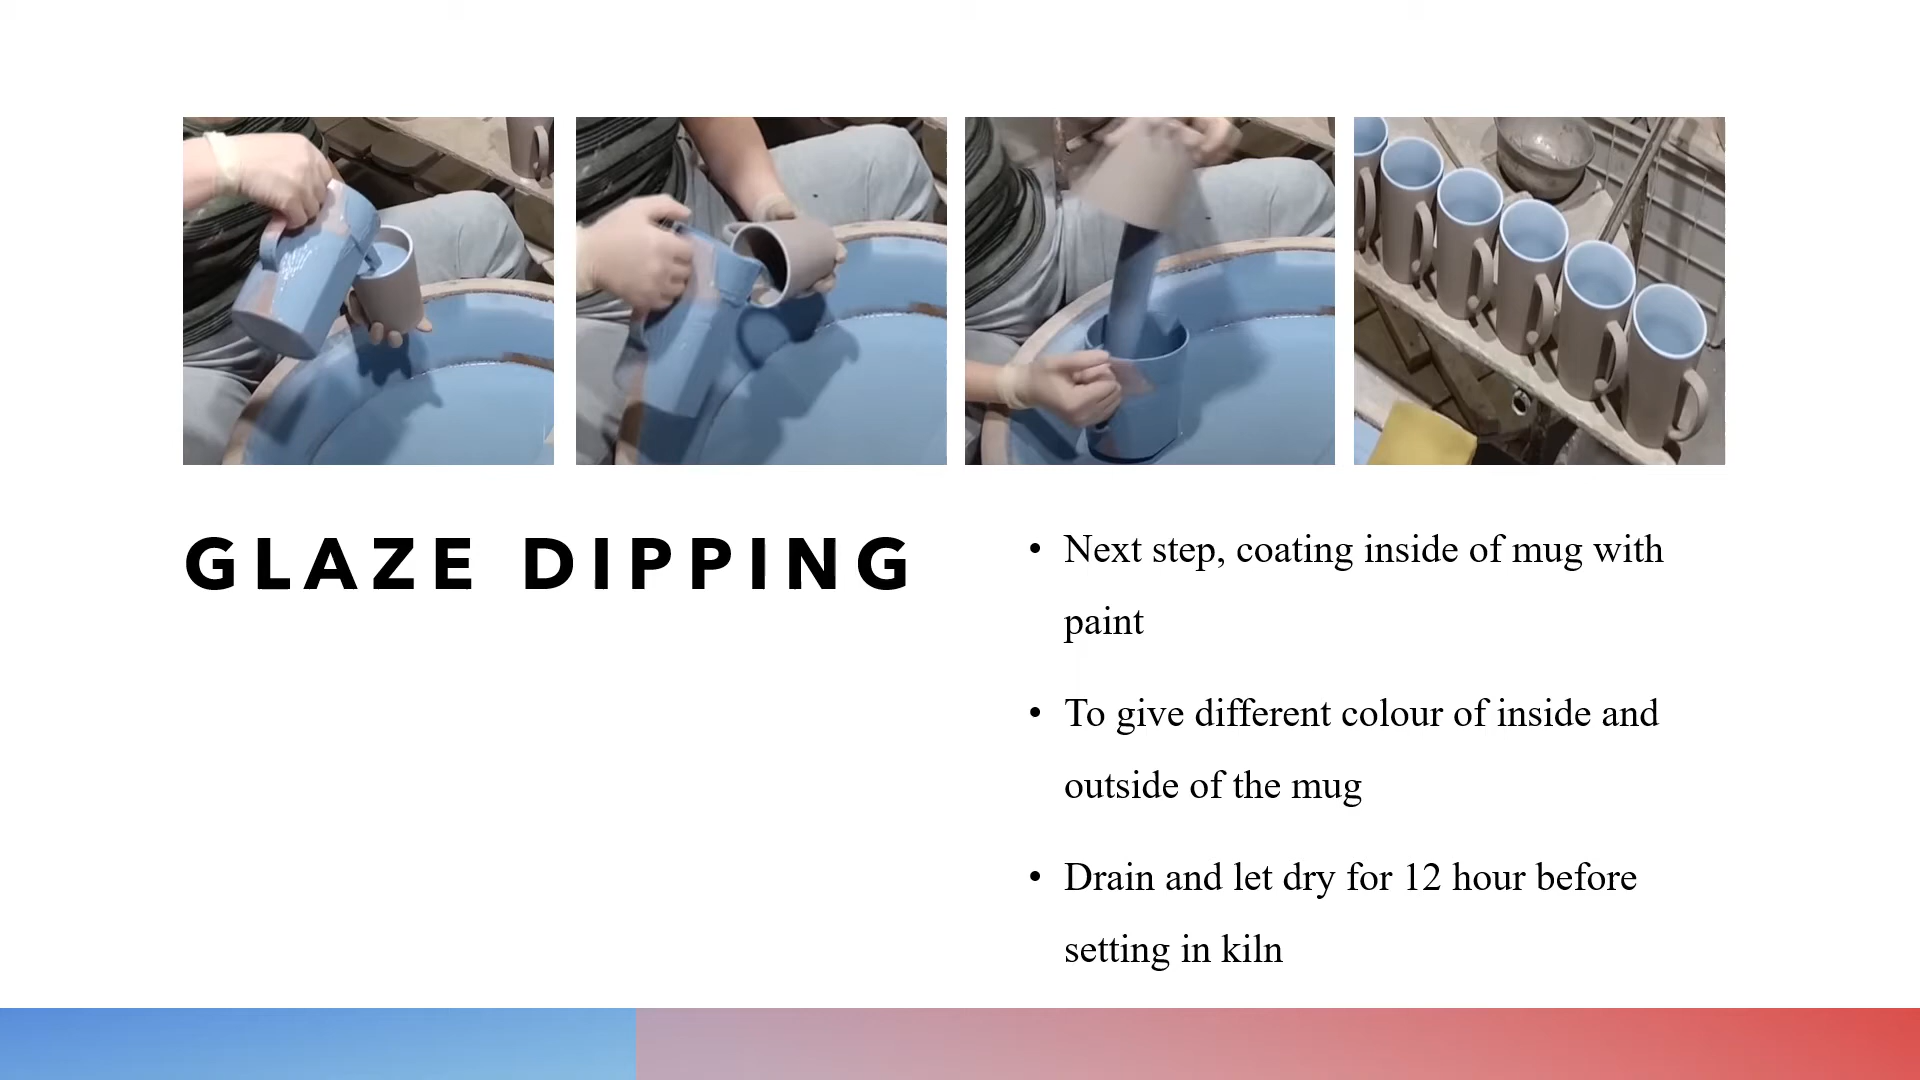 GLAZE DIPPING
• Next step, coating inside of mug with
paint
• To give different colour of inside and
outside of the mug
• Drain and let dry for 12 hour before
setting in kiln